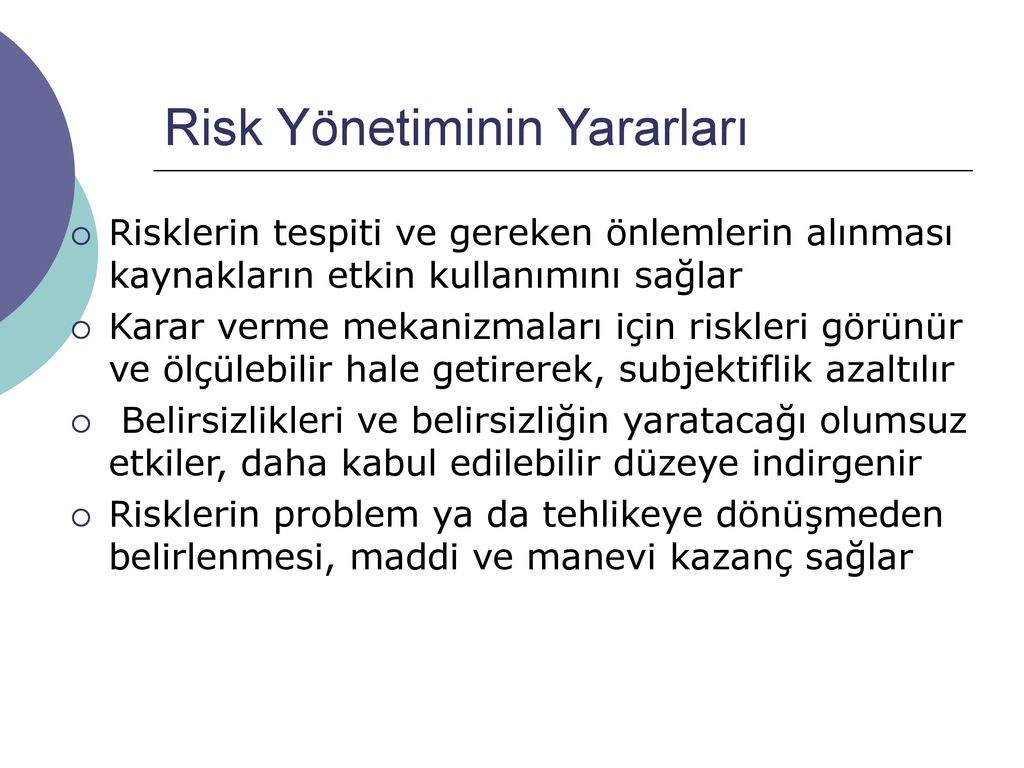 Risk Yönetiminin Yararları
Risklerin tespiti ve gereken önlemlerin alınması
kaynakların etkin kullanımını sağlar
Karar verme mekanizmaları için riskleri görünür
ve ölçülebilir hale getirerek, subjektiflik azaltılır
Belirsizlikleri ve belirsizliğin yaratacağı olumsuz
etkiler, daha kabul edilebilir düzeye indirgenir
Risklerin problem ya da tehlikeye dönüşmeden
belirlenmesi, maddi ve manevi kazanç sağlar